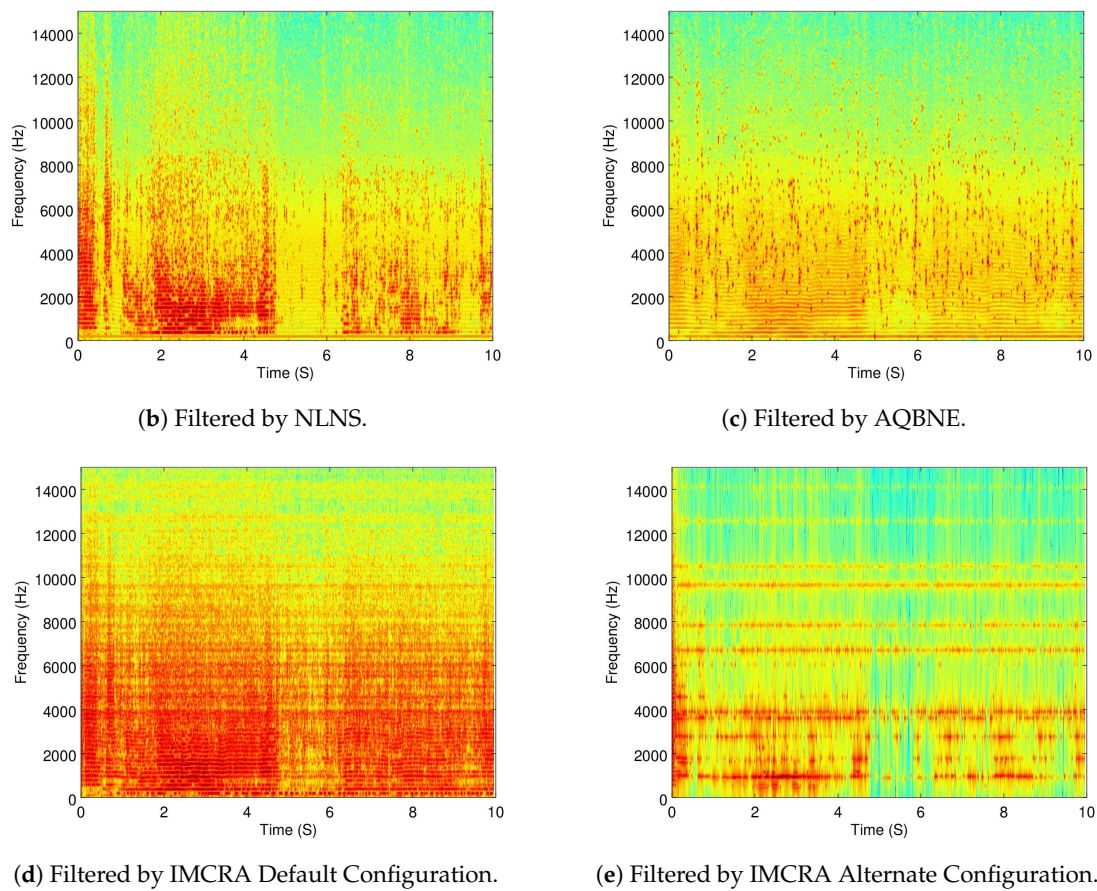 14000
12000
10000
8000
6000
4000
2000
0
Frequency (Hz)
0 2 4 6 8 10
Time (S)
(b) Filtered by NLNS.
14000
12000
10000
8000
6000
4000
2000
0
Frequency (Hz)
0 2 4 6 8 10
Time (S)
(c) Filtered by AQBNE.
14000
12000
10000
8000
6000
4000
2000
0
Frequency (Hz)
0 2 4 6 8 10
Time (S)
(d) Filtered by IMCRA Default Configuration.
14000
12000
10000
8000
6000
4000
2000
0
Frequency (Hz)
0 2 4 6 8 10
Time (S)
(e) Filtered by IMCRA Alternate Configuration.